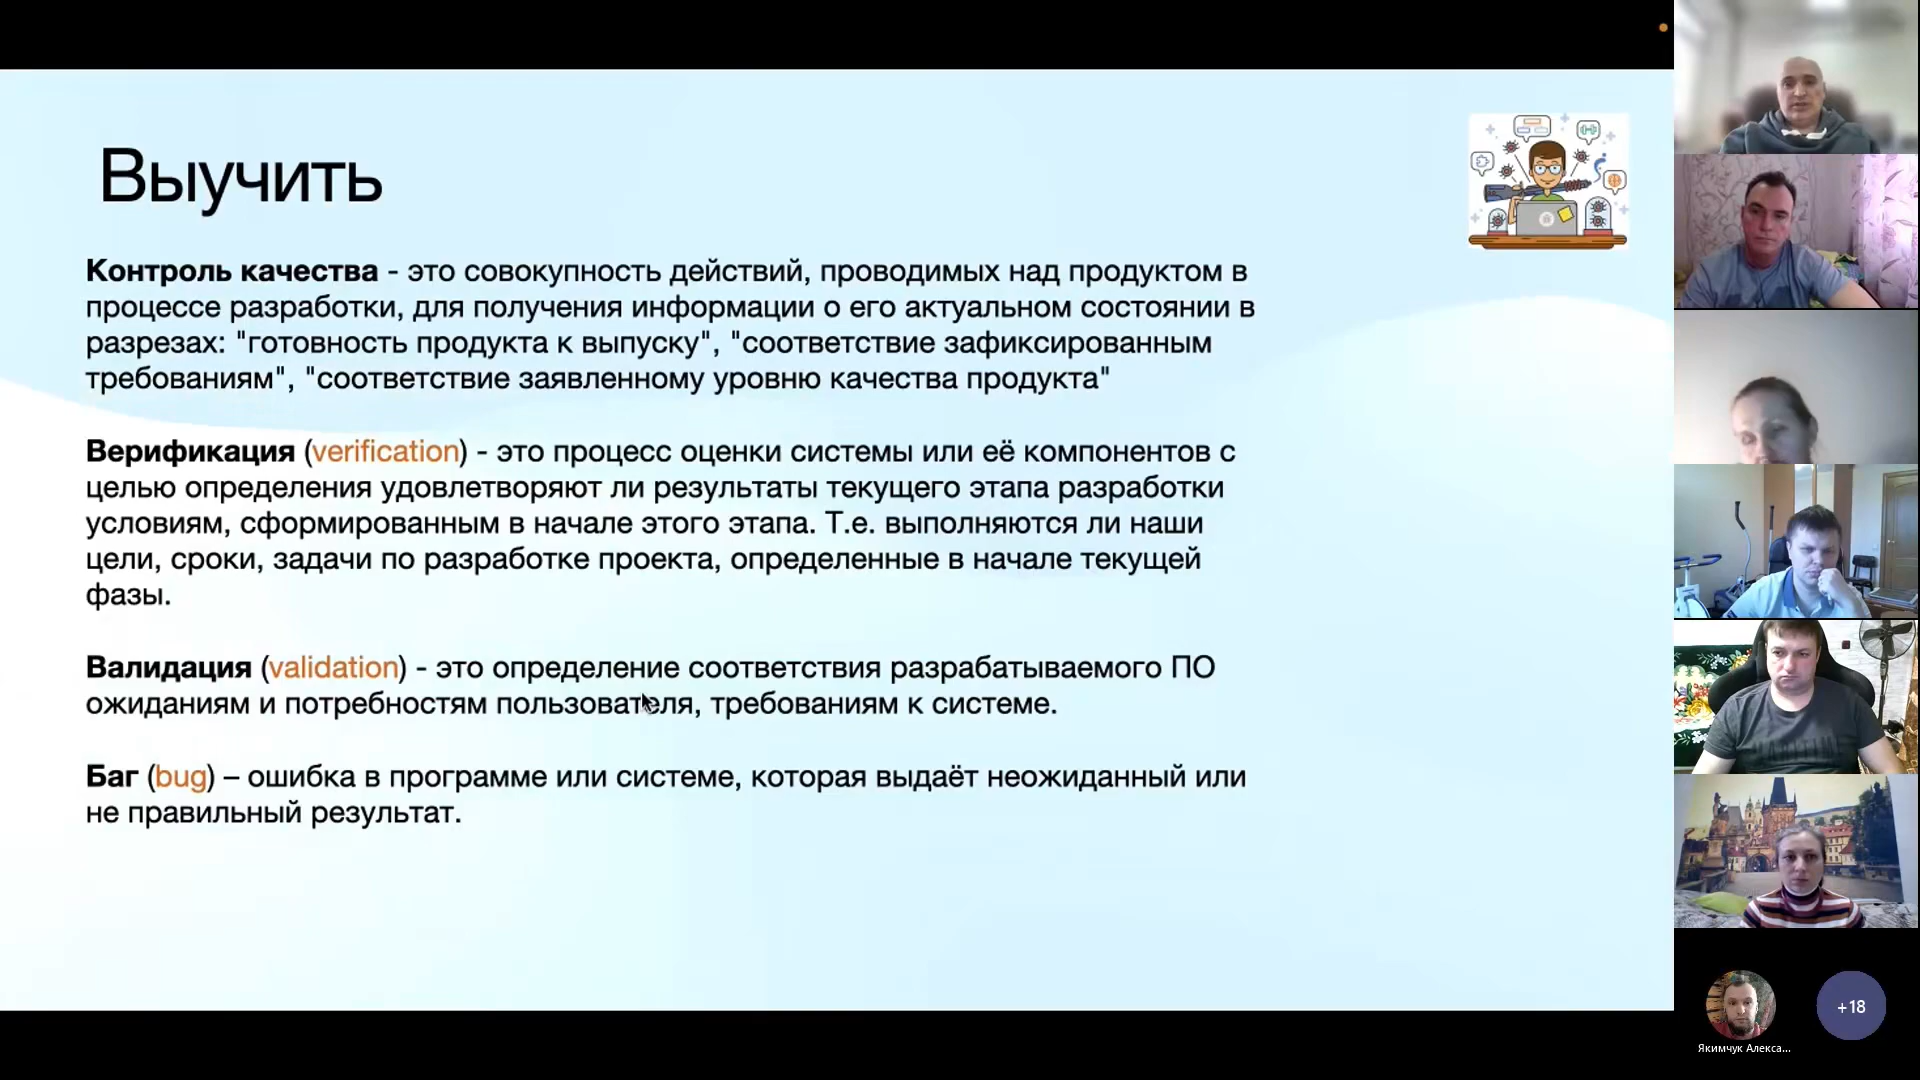 Выучить
Контроль качества - это совокупность действий, проводимых над продуктом в
процессе разработки, для получения информации о его актуальном состоянии в
разрезах: "готовность продукта к выпуску", "соответствие зафиксированным
требованиям", "соответствие заявленному уровню качества продукта"
Верификация (verification) - это процесс оценки системы или её компонентов с
целью определения удовлетворяют ли результаты текущего этапа разработки
условиям, сформированным в начале этого этапа. Т.е. выполняются ли наши
цели, сроки, задачи по разработке проекта, определенные в начале текущей
фазы.
Валидация (validation) - это определение соответствия разрабатываемого ПО
ожиданиям и потребностям пользователя, требованиям к системе.
Баг (bug) – ошибка в программе или системе, которая выдаёт неожиданный или
не правильный результат.
+18
Якимчук Алекса...